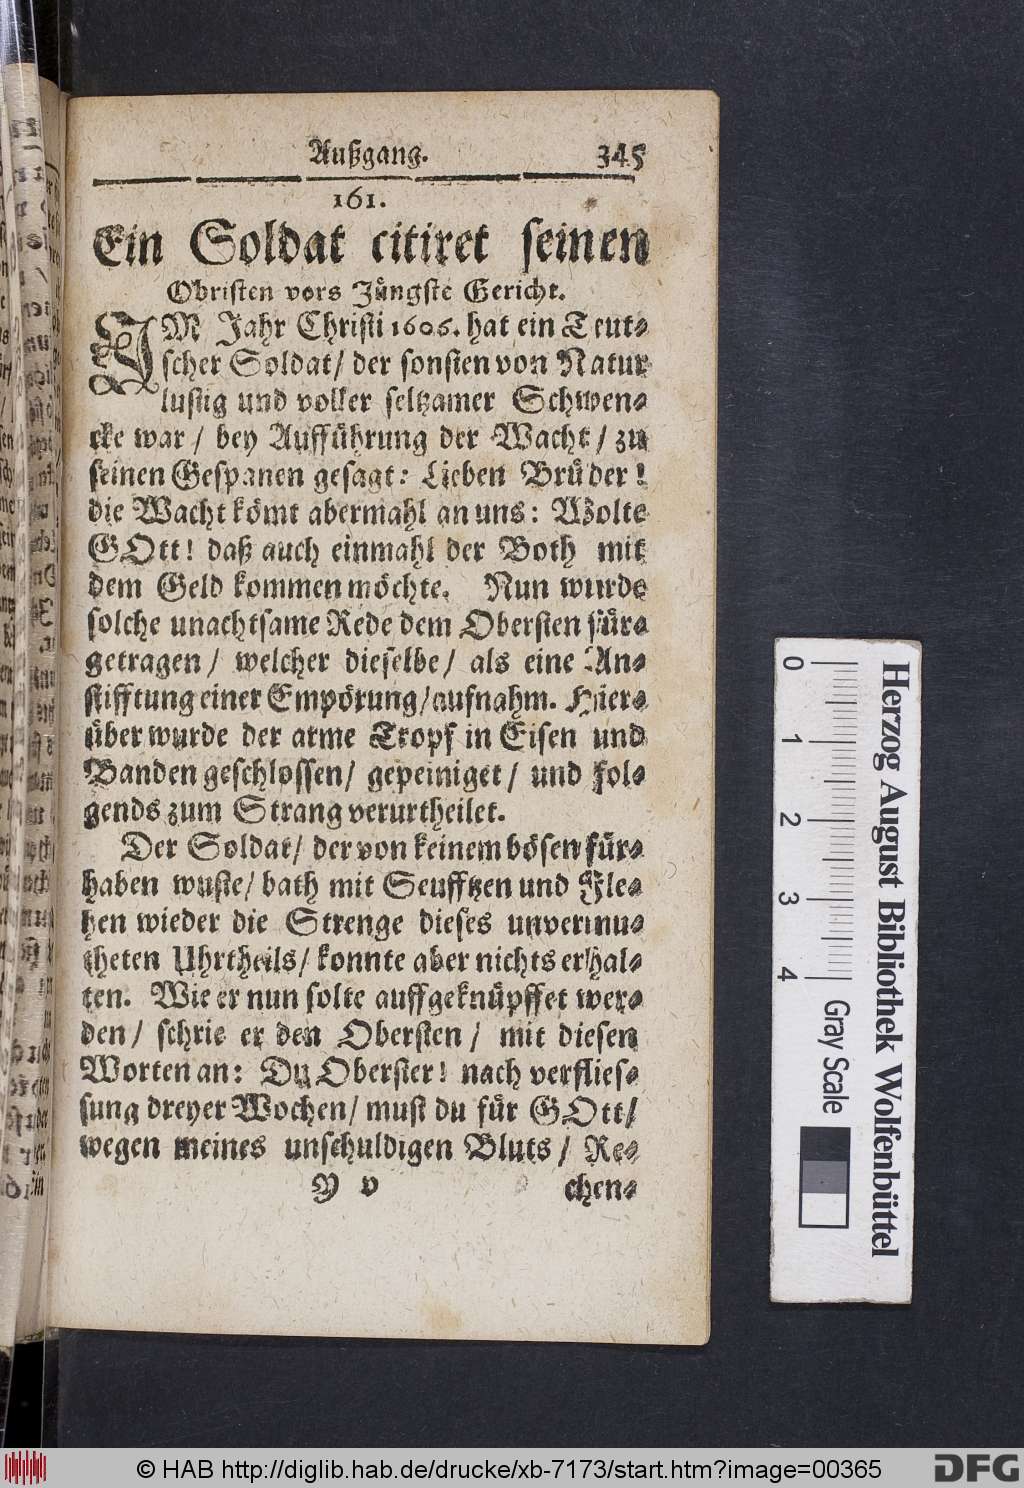 Außgang. 345
161.
Ein Soldat citiret seinen
Obristen vors Jüngste Gericht.
IM Jahr Christi 1606. hat ein Teut-
scher Soldat/ der sonsten von Natur
lustig und voller seltzamer Schwen-
cke war / bey Aufführung der Wacht / zu
seinen Gespanen gesagt: Lieben Brüder!
die Wacht kömt abermahl an uns: Wolte
GOtt! daß auch einmahl der Both mit
dem Geld kommen möchte. Nun wurde
solche unachtsame Rede dem Obersten für-
getragen / welcher dieselbe / als eine An-
stifftung einer Empörung / aufnahm. Hier-
über wurde der arme Tropf in Eisen und
Banden geschlossen / gepeiniget / und fol-
gends zum Strang verurtheilet.
Der Soldat/ der von keinem bösen für-
haben wuste/ bath mit Seufftzen und Fle-
hen wieder die Strenge dieses unvermu-
theten Uhrtheils/ konnte aber nichts erhal-
ten. Wie er nun solte auffgeknüpffet wer-
den/ schrie er den Obersten / mit diesen
Worten an: Du Oberster! nach verflies-
sung dreyer Wochen/ must du für GOtt/
wegen meines unschuldigen Bluts / Re-
Y v chen-
0 1 2 3 4
Herzog August Bibliothek Wolfenbüttel
Gray Scale
© HAB http://diglib.hab.de/drucke/xb-7173/start.htm?image=00365
DFG